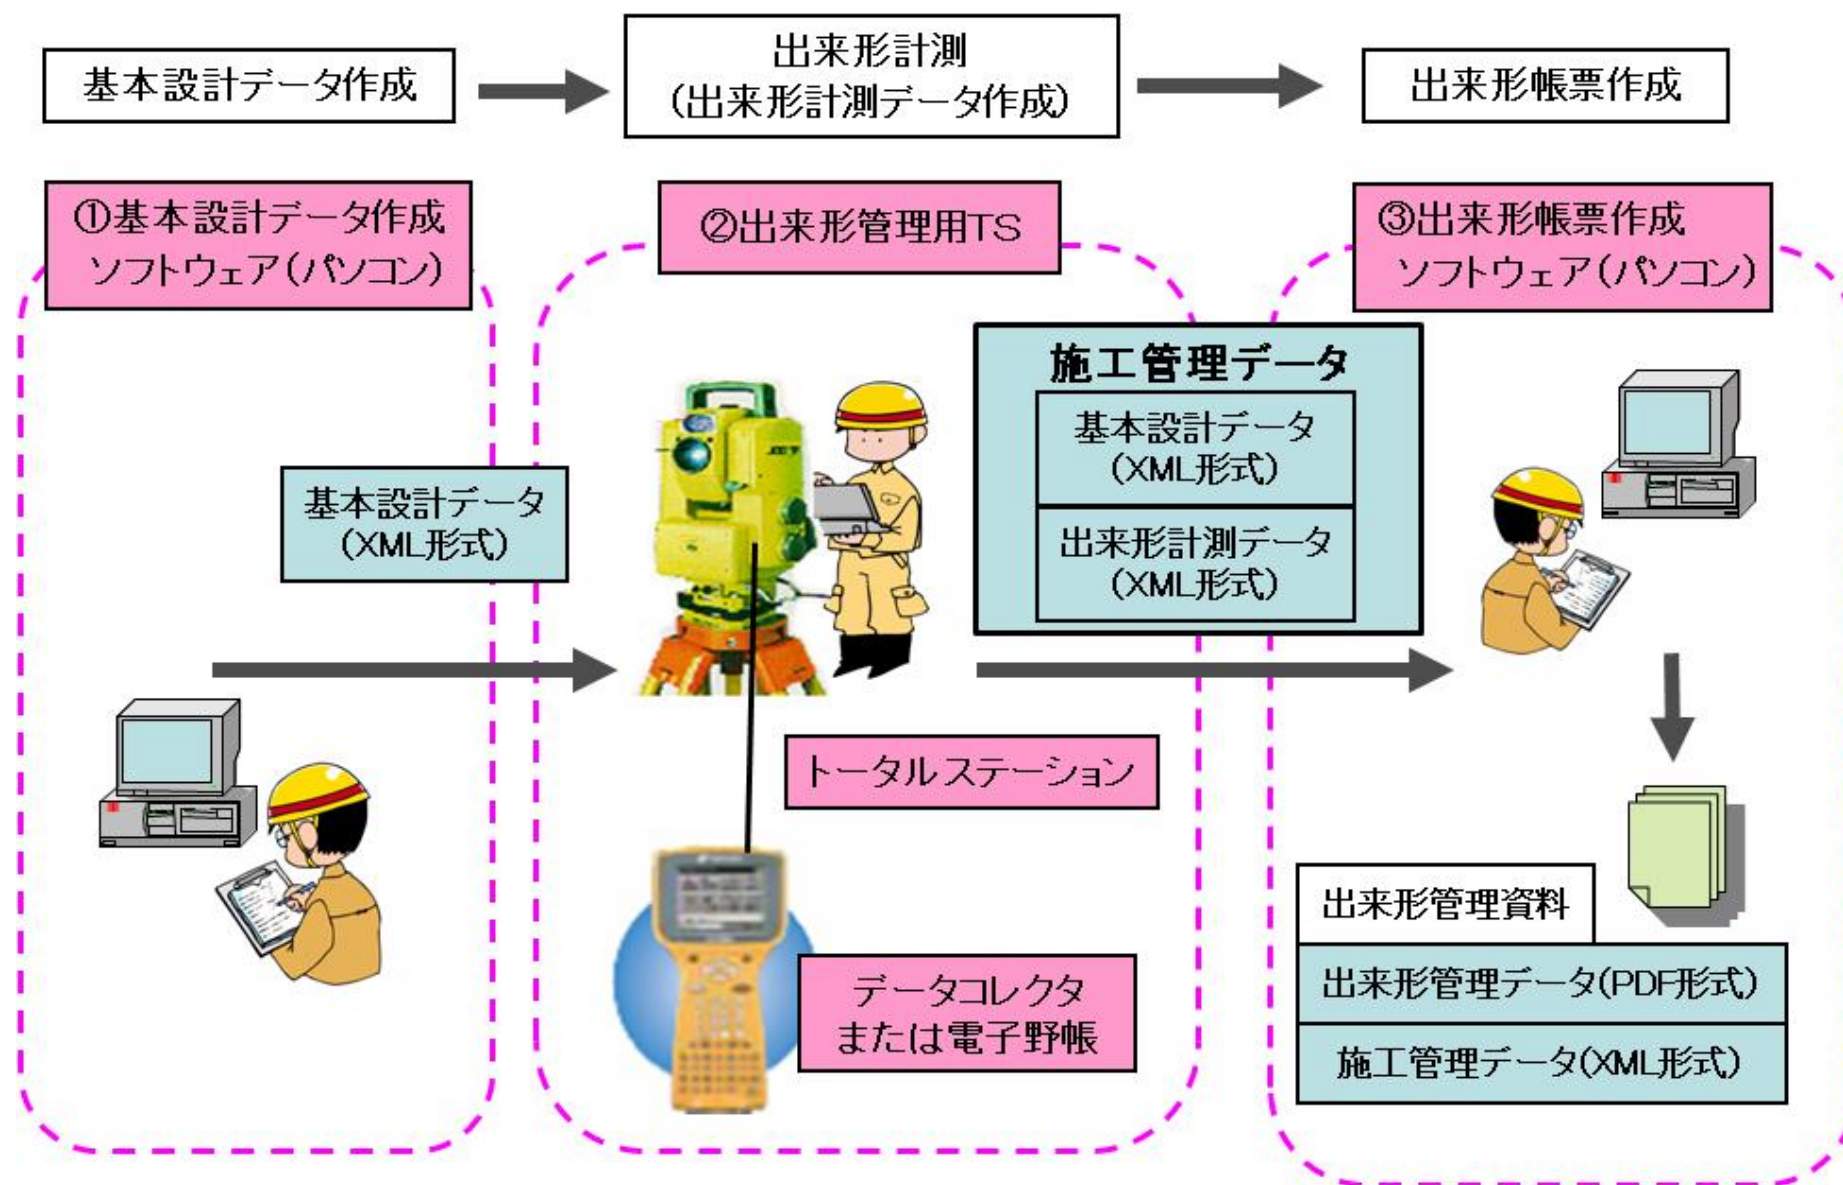 基本設計データ作成
出来形計測
(出来形計測データ作成)
出来形帳票作成
①基本設計データ作成
ソフトウェア(パソコン)
②出来形管理用TS
③出来形帳票作成
ソフトウェア(パソコン)
基本設計データ
(XML形式)
施工管理データ
基本設計データ
(XML形式)
出来形計測データ
(XML形式)
トータルステーション
データコレクタ
または電子野帳
出来形管理資料
出来形管理データ(PDF形式)
施工管理データ(XML形式)